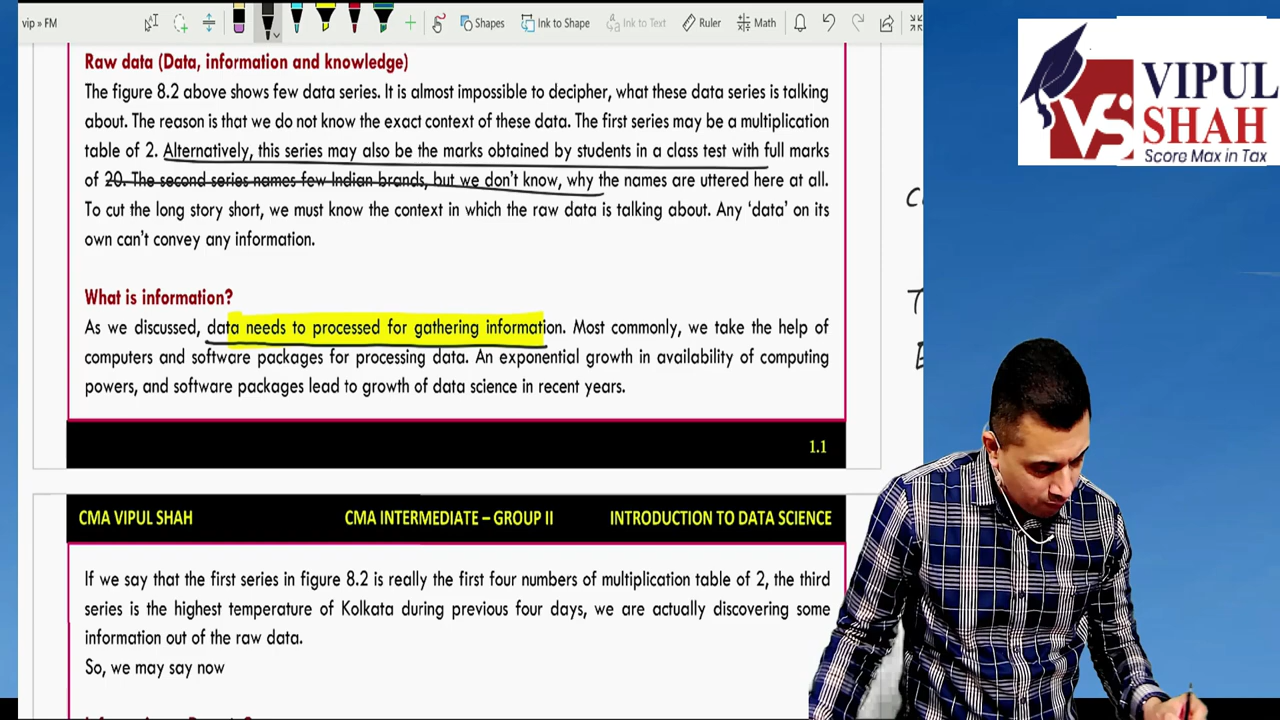 vip » FM
Shapes
Ink to Shape
Ink to Text
Ruler
Math
Raw data (Data, information and knowledge)
The figure 8.2 above shows few data series. It is almost impossible to decipher, what these data series is talking
about. The reason is that we do not know the exact context of these data. The first series may be a multiplication
table of 2. Alternatively, this series may also be the marks obtained by students in a class test with full marks
of 20. The second series names few Indian brands, but we don't know, why the names are uttered here at all.
To cut the long story short, we must know the context in which the raw data is talking about. Any ‘data’ on its
own can't convey any information.
What is information?
As we discussed, data needs to processed for gathering information. Most commonly, we take the help of
computers and software packages for processing data. An exponential growth in availability of computing
powers, and software packages lead to growth of data science in recent years.
1.1
CMA VIPUL SHAH CMA INTERMEDIATE – GROUP II INTRODUCTION TO DATA SCIENCE
If we say that the first series in figure 8.2 is really the first four numbers of multiplication table of 2, the third
series is the highest temperature of Kolkata during previous four days, we are actually discovering some
information out of the raw data.
So, we may say now
VS
VIPUL
SHAH
Score Max in Tax